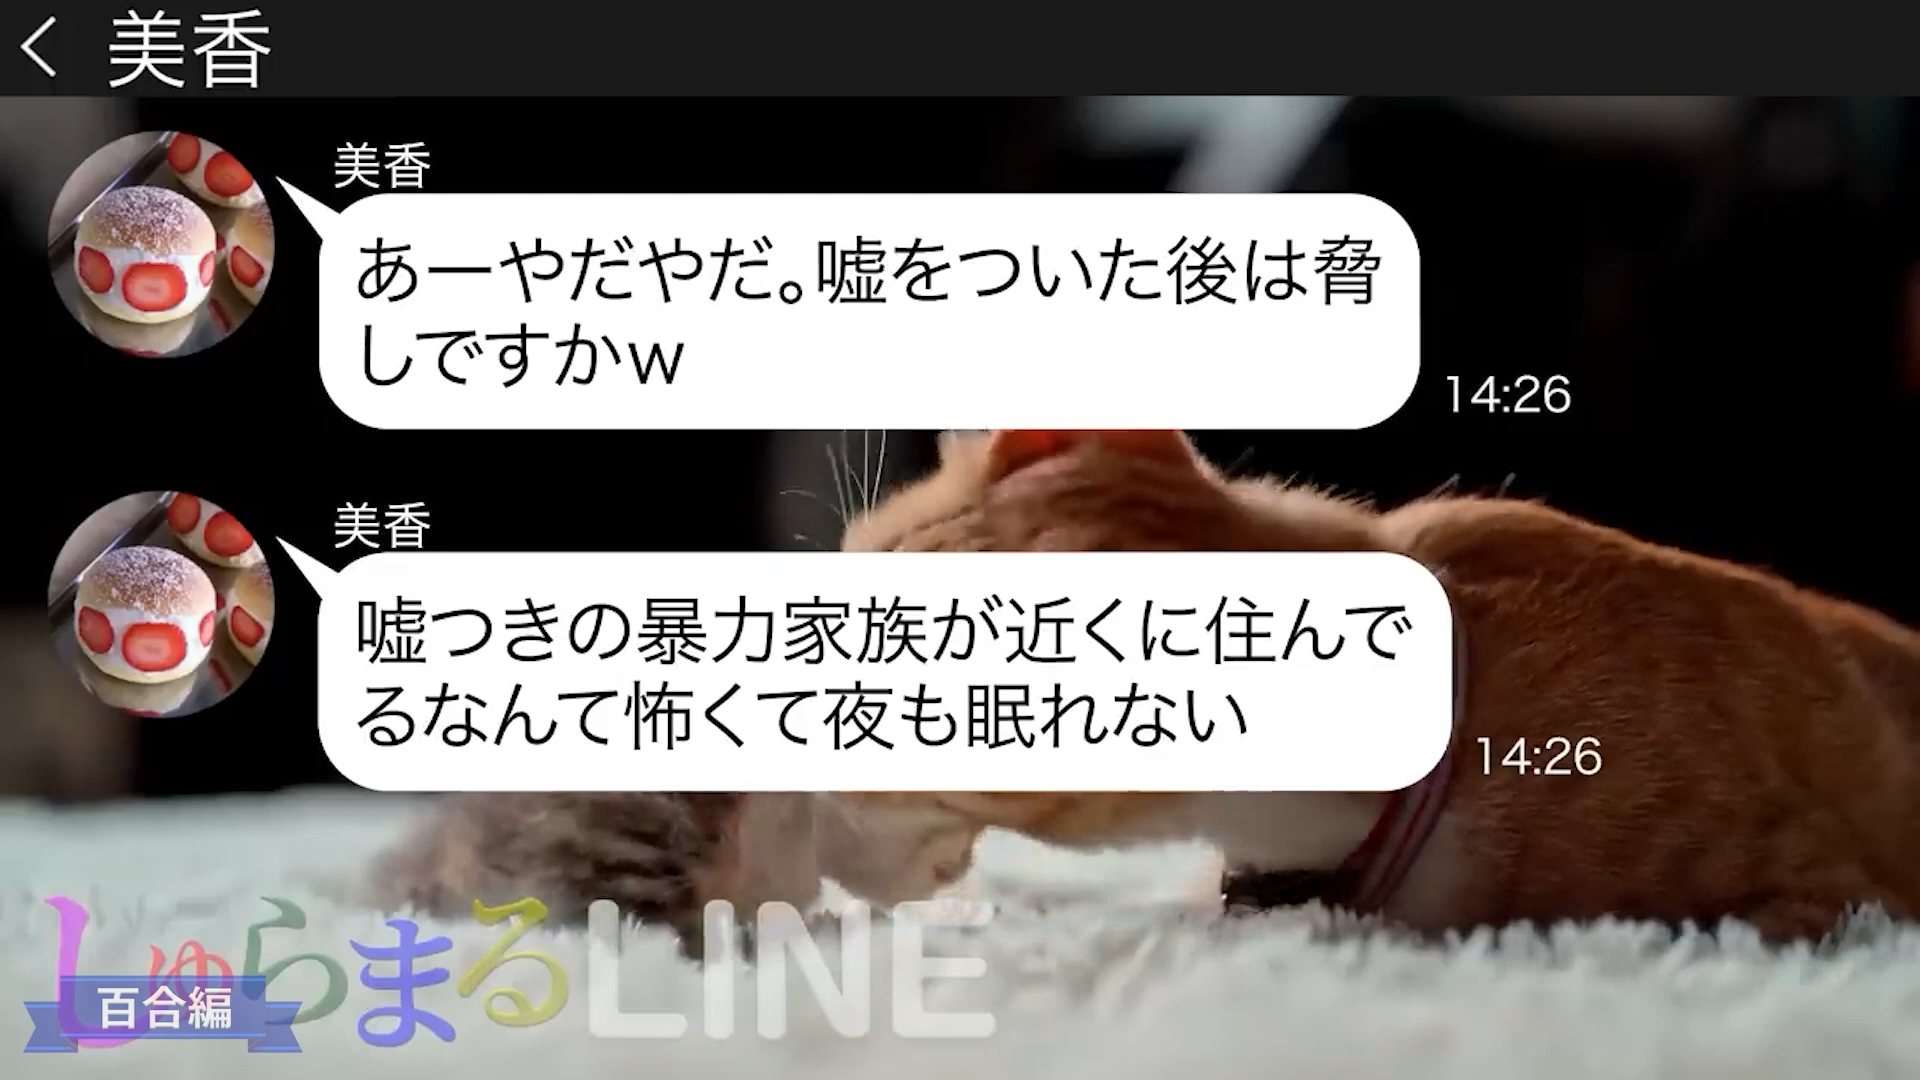 美香
美香
あーやだやだ。嘘をついた後は脅
しですかw
14:26
美香
嘘つきの暴力家族が近くに住んで
るなんて怖くて夜も眠れない
14:26
しゅらまるLINE
百合編